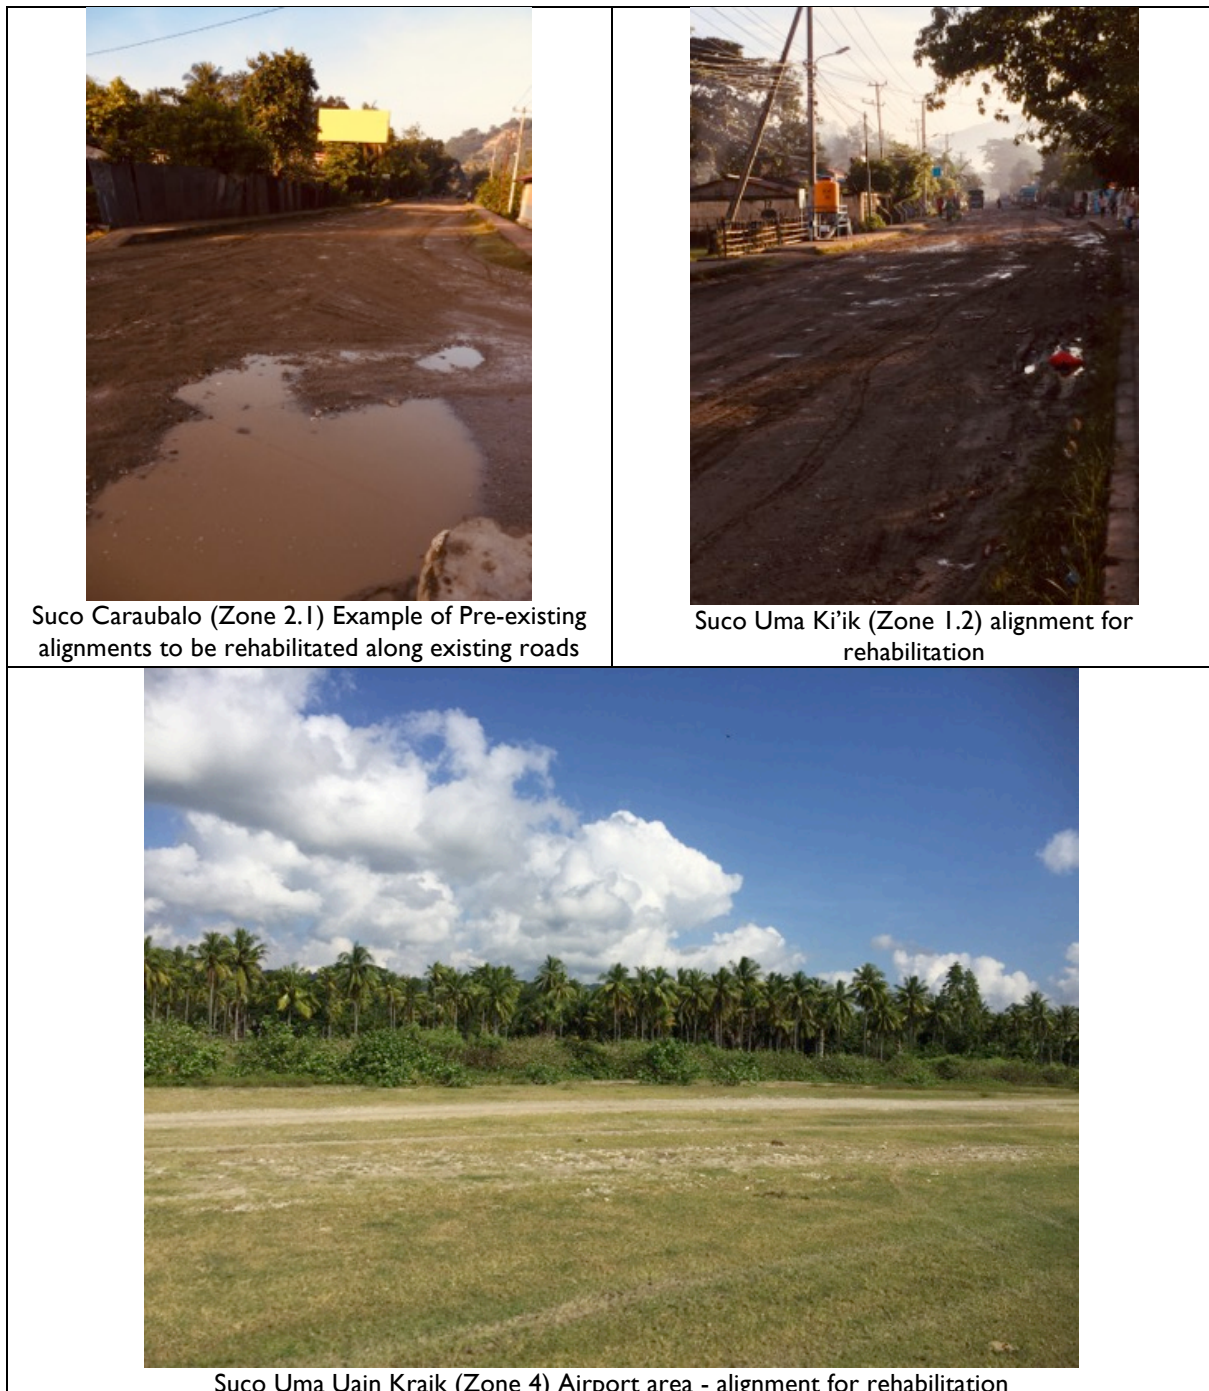 Suco Caraubalo (Zone 2.1) Example of Pre-existing
alignments to be rehabilitated along existing roads
Suco Uma Ki’ik (Zone 1.2) alignment for
rehabilitation
Suco Uma Uain Kraik (Zone 4) Airport area - alignment for rehabilitation